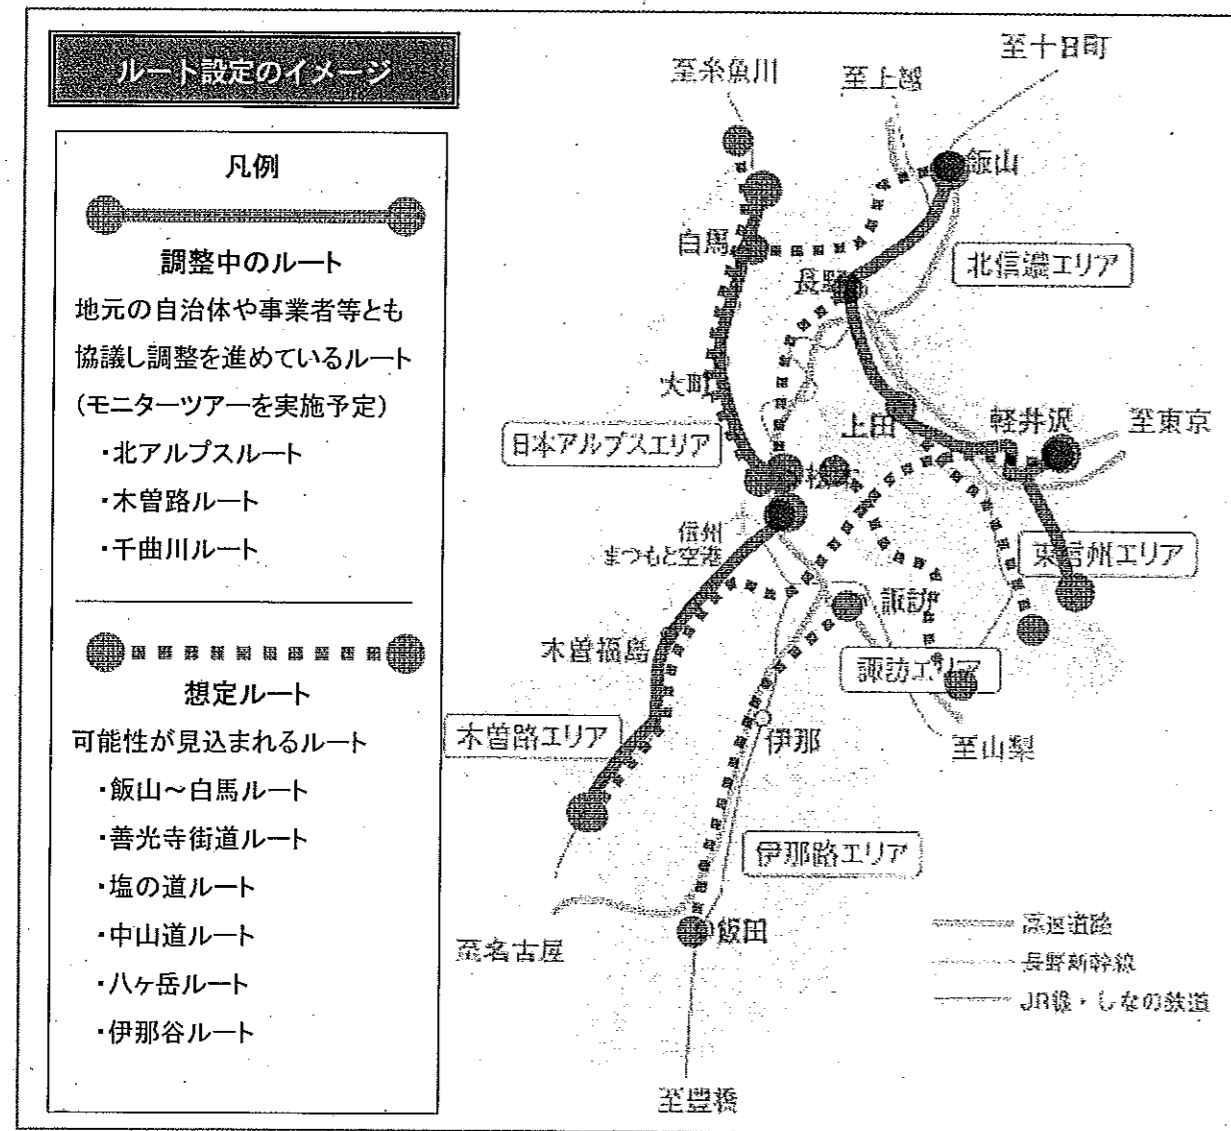 ルート設定のイメージ
凡例
調整中のルート
地元の自治体や事業者等とも
協議し調整を進めているルート
(モニターツアーを実施予定)
・北アルプスルート
・木曽路ルート
・千曲川ルート
想定ルート
可能性が見込まれるルート
・飯山～白馬ルート
・善光寺街道ルート
・塩の道ルート
・中山道ルート
・八ヶ岳ルート
・伊那谷ルート
至糸魚川
至上越
至十日町
飯山
白馬
北信濃エリア
長野
大町
上田
軽井沢
至東京
日本アルプスエリア
松本
信州
まつもと空港
東信州エリア
諏訪
木曽福島
諏訪エリア
木曽路エリア
伊那
至山梨
伊那路エリア
飯田
至名古屋
高速道路
長野新幹線
JR線・しなの鉄道
至豊橋